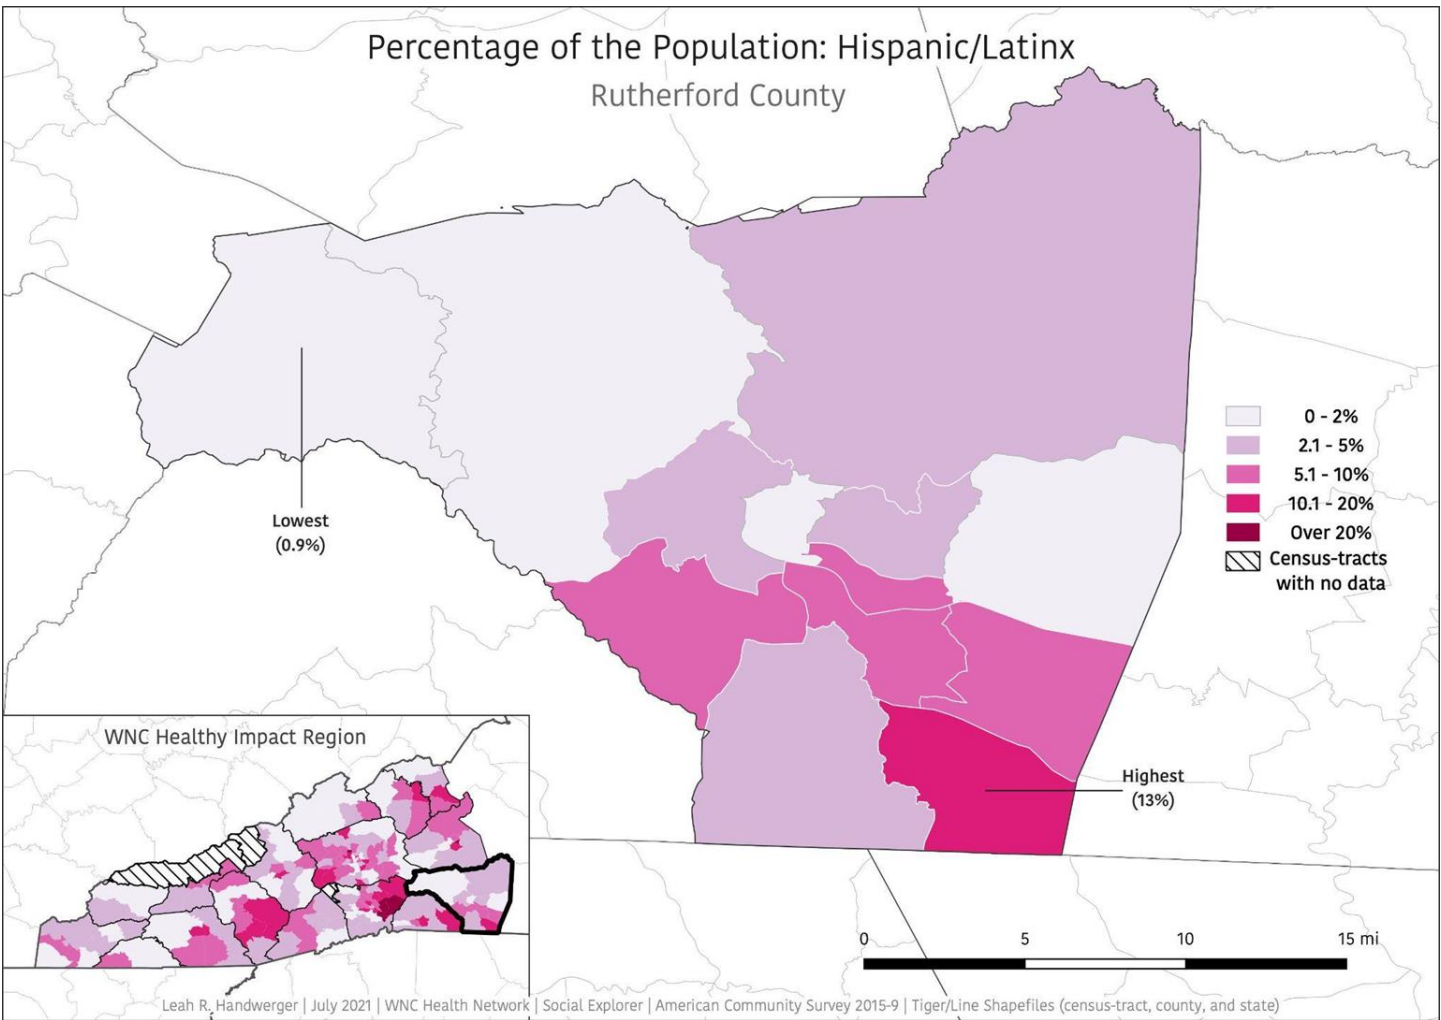 Percentage of the Population: Hispanic/Latinx
Rutherford County
0 - 2%
2.1 - 5%
5.1 - 10%
10.1 - 20%
Over 20%
Census-tracts
with no data
Lowest
(0.9%)
Highest
(13%)
WNC Healthy Impact Region
0 5 10 15 mi
Leah R. Handwerger | July 2021 | WNC Health Network | Social Explorer | American Community Survey 2015-9 | Tiger/Line Shapefiles (census-tract, county, and state)